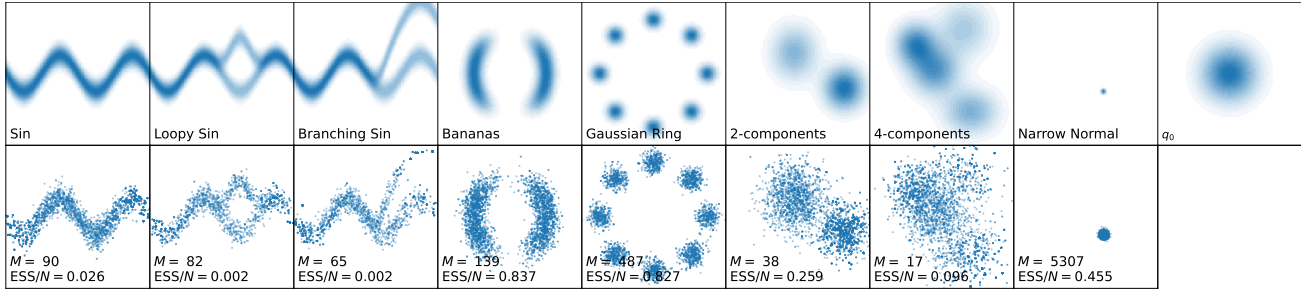 Sin
Loopy Sin
Branching Sin
Bananas
Gaussian Ring
2-components
4-components
Narrow Normal
q₀
M = 90
ESS/N = 0.026
M = 82
ESS/N = 0.002
M = 65
ESS/N = 0.002
M = 139
ESS/N = 0.837
M = 487
ESS/N = 0.827
M = 38
ESS/N = 0.259
M = 17
ESS/N = 0.096
M = 5307
ESS/N = 0.455